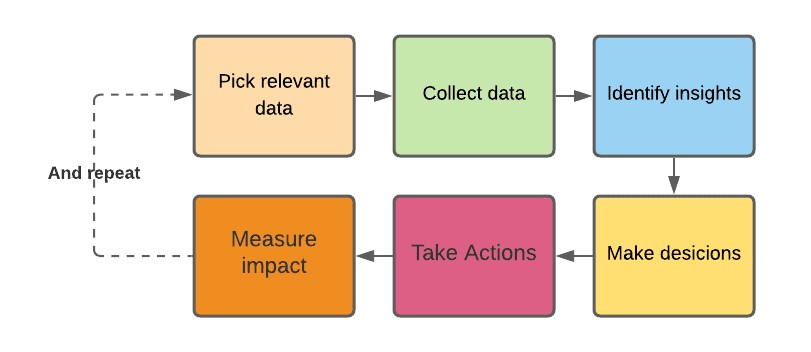 Pick relevant
data
Collect data
Identify insights
And repeat
Measure
impact
Take Actions
Make desicions